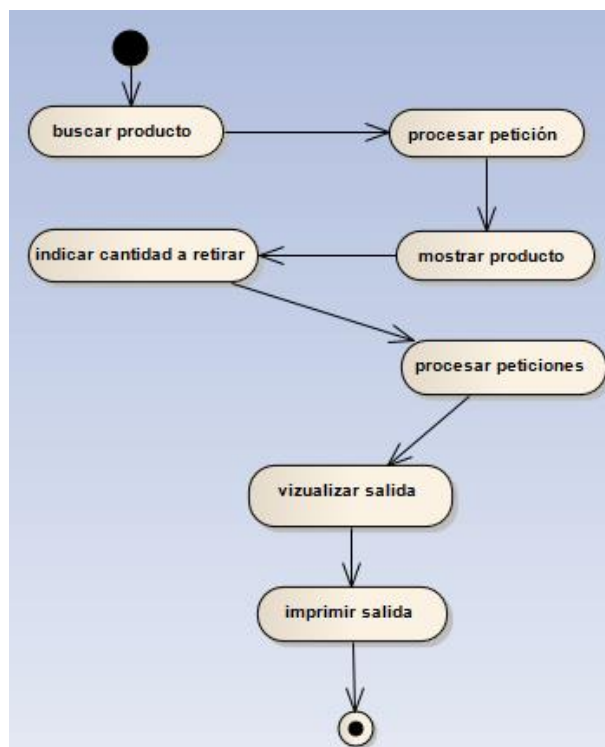 buscar producto
procesar petición
indicar cantidad a retirar
mostrar producto
procesar peticiones
vizualizar salida
imprimir salida